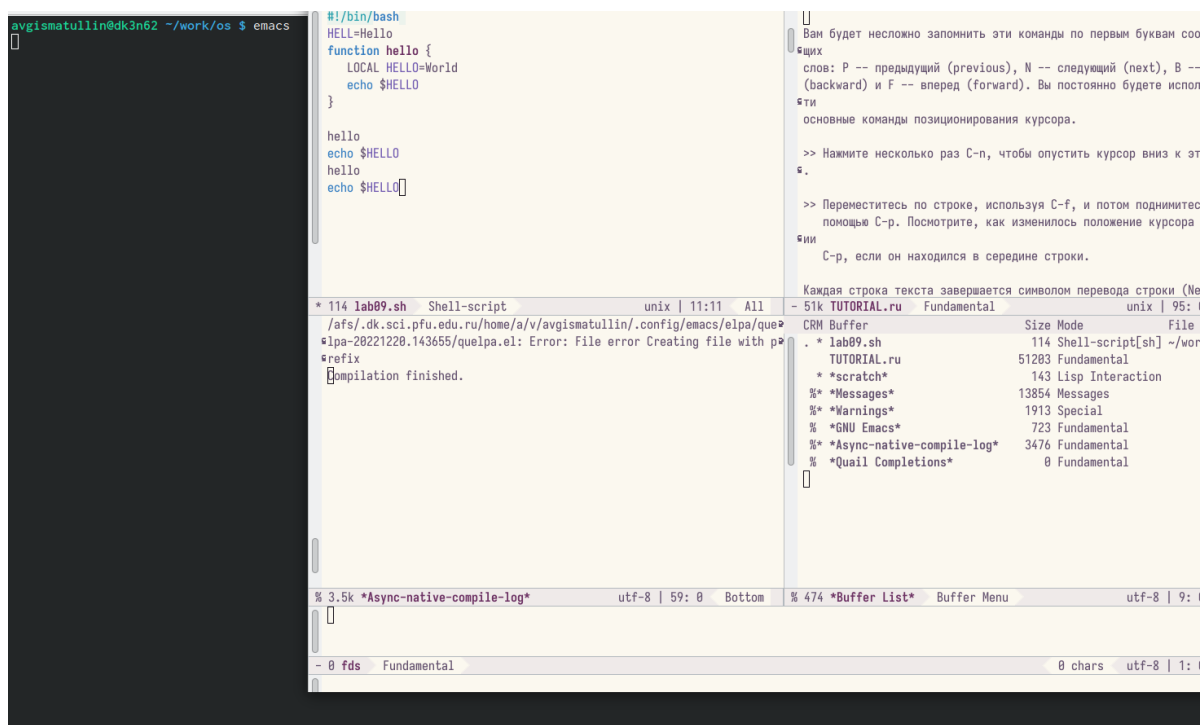 avgismatullin@dk3n62 ~/work/os $ emacs
#!/bin/bash
HELL=Hello
function hello {
LOCAL HELLO=World
echo $HELLO
}
hello
echo $HELLO
hello
echo $HELLO
* 114 lab09.sh Shell-script unix | 11:11 All
Вам будет несложно запомнить эти команды по первым буквам соо
щих
слов: P -- предыдущий (previous), N -- следующий (next), B --
(backward) и F -- вперед (forward). Вы постоянно будете испол
ти
основные команды позиционирования курсора.
>> Нажмите несколько раз C-n, чтобы опустить курсор вниз к эт
.
>> Переместитесь по строке, используя C-f, и потом поднимитес
помощью C-p. Посмотрите, как изменилось положение курсора
ии
C-p, если он находился в середине строки.
Каждая строка текста завершается символом перевода строки (Ne
- 51k TUTORIAL.ru Fundamental unix | 95:
/afs/.dk.sci.pfu.edu.ru/home/a/v/avgismatullin/.config/emacs/elpa/que
lpa-20221220.143655/quelpa.el: Error: File error Creating file with p
refix
Compilation finished.
% 3.5k *Async-native-compile-log* utf-8 | 59: 0 Bottom
CRM Buffer Size Mode File
. * lab09.sh 114 Shell-script[sh] ~/wor
TUTORIAL.ru 51203 Fundamental
* *scratch* 143 Lisp Interaction
%* *Messages* 13854 Messages
%* *Warnings* 1913 Special
% *GNU Emacs* 723 Fundamental
%* *Async-native-compile-log* 3476 Fundamental
% *Quail Completions* 0 Fundamental
% 474 *Buffer List* Buffer Menu utf-8 | 9:
- 0 fds Fundamental 0 chars utf-8 | 1: